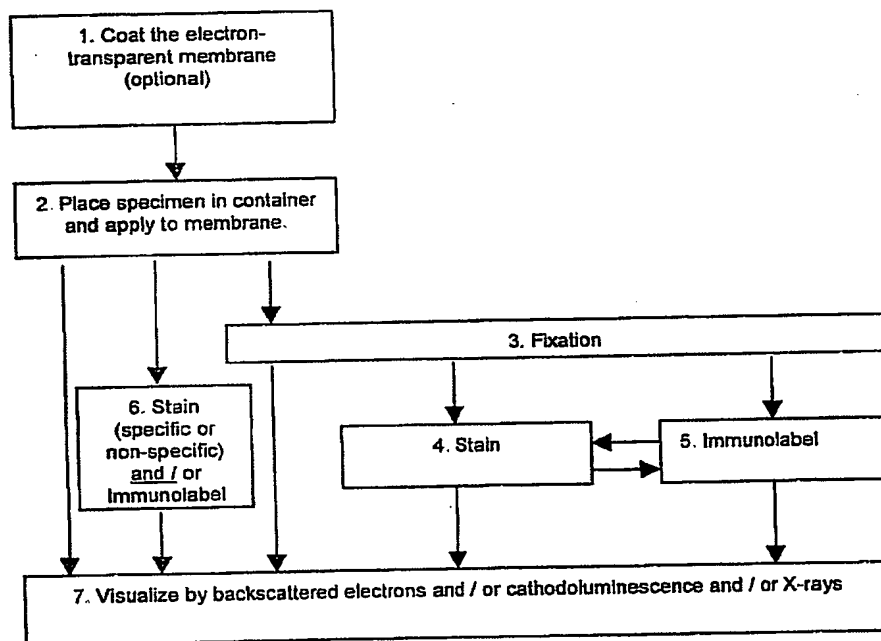 1. Coat the electron-
transparent membrane
(optional)
2. Place specimen in container
and apply to membrane.
3. Fixation
6. Stain
(specific or
non-specific)
and / or
Immunolabel
4. Stain
5. Immunolabel
7. Visualize by backscattered electrons and / or cathodoluminescence and / or X-rays